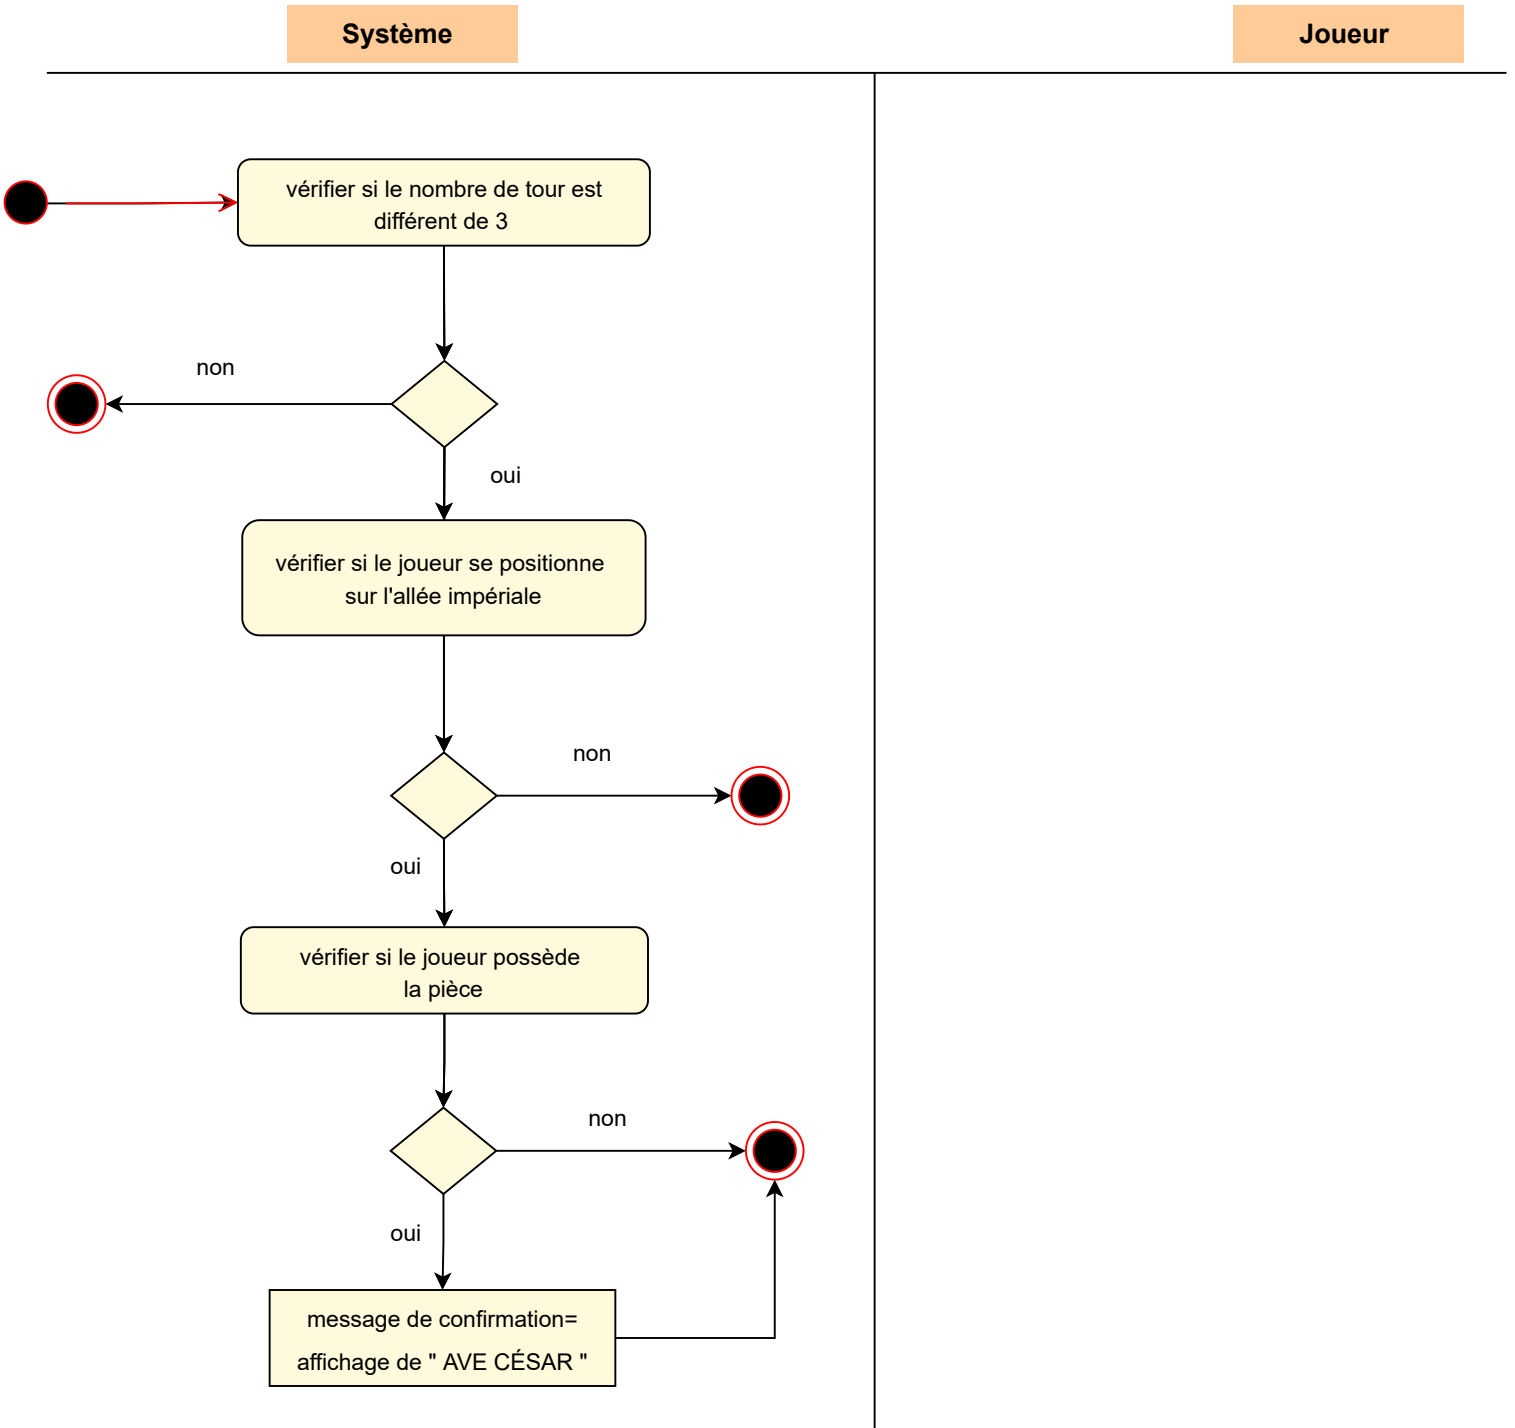 Système
Joueur
vérifier si le nombre de tour est
différent de 3
non
oui
vérifier si le joueur se positionne
sur l'allée impériale
non
oui
vérifier si le joueur possède
la pièce
non
oui
message de confirmation=
affichage de " AVE CÉSAR "